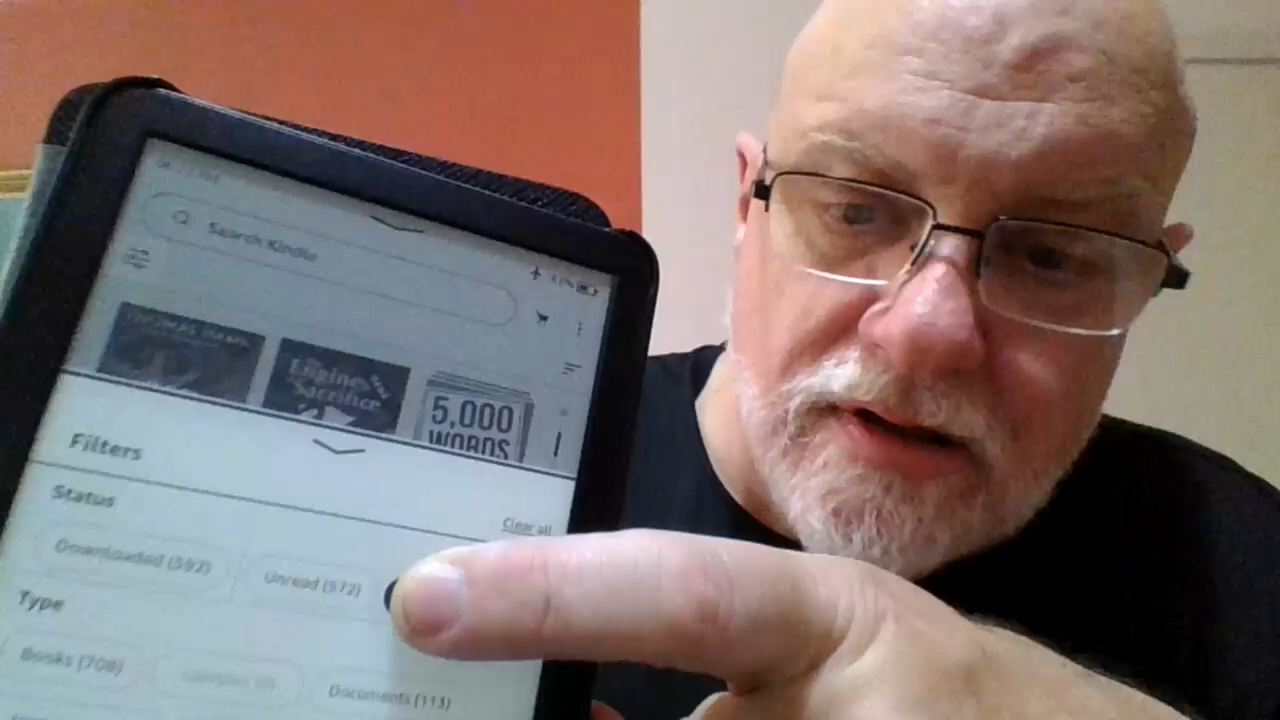 Search Kindle
Engines and Sacrifice
5,000
WORDS
Filters
Status
Clear all
Downloaded (592)
Unread (572)
Type
Books (708)
Documents (113)